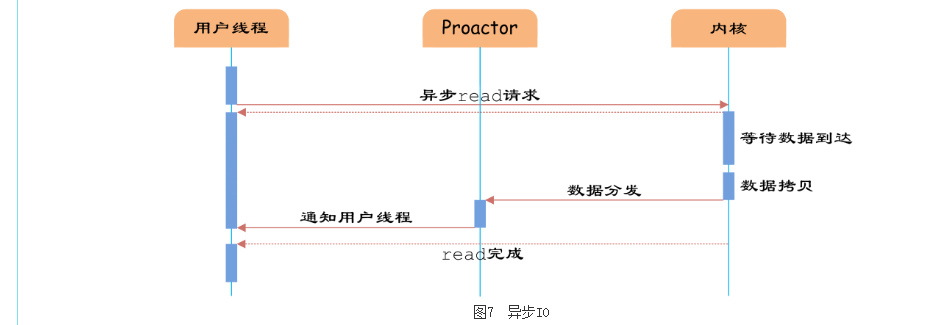 用户线程
Proactor
内核
异步read请求
等待数据到达
数据拷贝
数据分发
通知用户线程
read完成
图7 异步IO